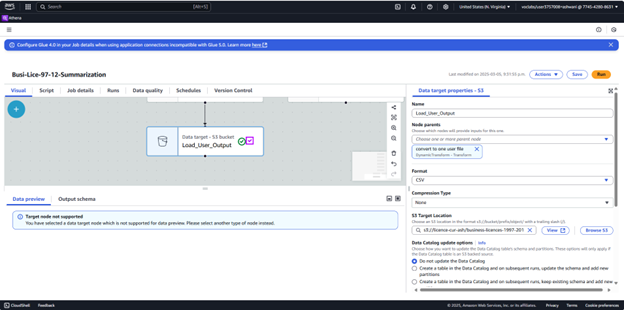 aws
Search
[Alt+S]
United States (N. Virginia)
voclabs/user3757008=ashwani @ 7745-4280-8631
Athena
Configure Glue 4.0 in your Job details when using application connections incompatible with Glue 5.0. Learn more here
Busi-Lice-97-12-Summarization
Last modified on 2025-03-03, 9:31:52 p.m.
Actions
Save
Run
Visual
Script
Job details
Runs
Data quality
Schedules
Version Control
Data target - S3 bucket
Load_User_Output
Data preview
Output schema
Target node not supported
You have selected a data target node which is not supported for data preview. Please select another type of node instead.
Data target properties - S3
Name
Load_User_Output
Node parents
Choose which nodes will provide inputs for this one.
Choose one or more parent node
convert to one user file
DynamicTransform - Transform
Format
CSV
Compression Type
None
S3 Target Location
Choose an S3 location in the format s3://bucket/prefix/object/ with a trailing slash (/).
s3://licence-cur-ash/business-licences-1997-201
View
Browse S3
Data Catalog update options
Info
Choose how you want to update the Data Catalog table's schema and partitions. These options will only apply if
the Data Catalog table is an S3 backed source.
Do not update the Data Catalog
Create a table in the Data Catalog and on subsequent runs, update the schema and add new
partitions
Create a table in the Data Catalog and on subsequent runs, keep existing schema and add new
CloudShell
Feedback
© 2025, Amazon Web Services, Inc. or its affiliates.
Privacy
Terms
Cookie preferences